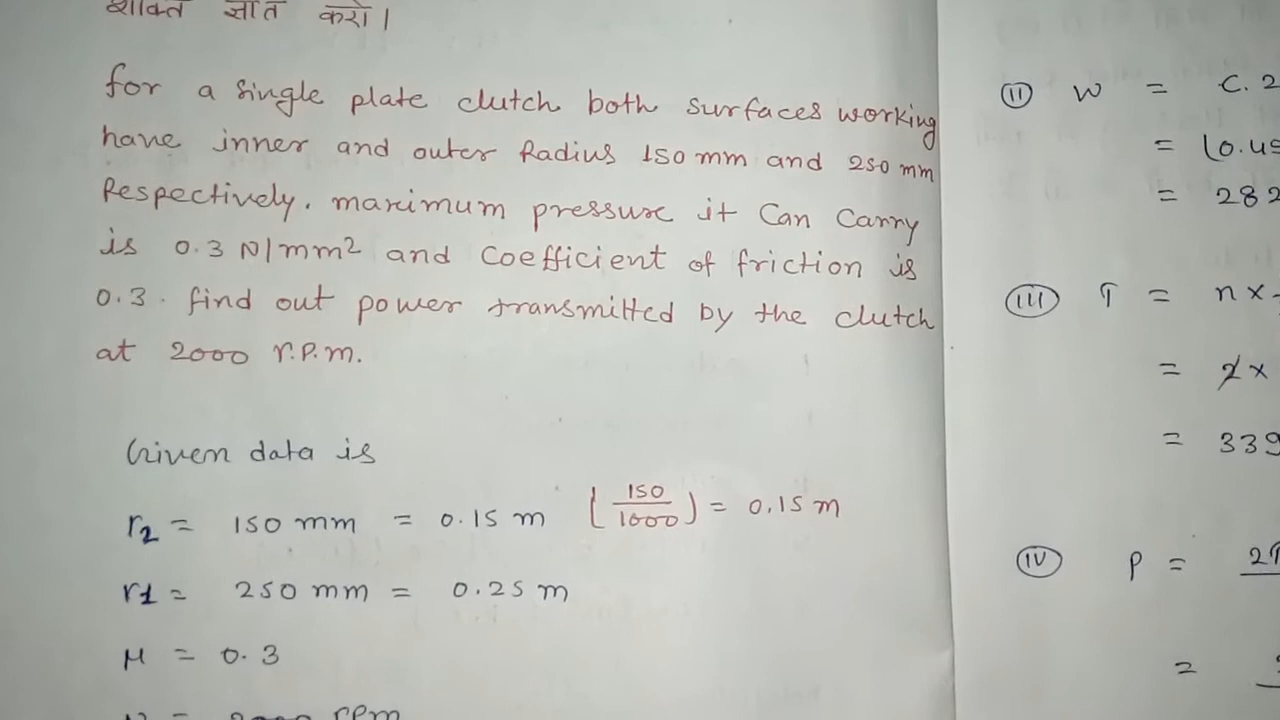 शक्ति ज्ञात करो।
for a single plate clutch both surfaces working
have inner and outer Radius 150 mm and 250 mm
Respectively. maximum pressure it can carry
is 0.3 N/mm2 and coefficient of friction is
0.3. find out power transmitted by the clutch
at 2000 r.p.m.
Given data is
r2 = 150 mm = 0.15 m (150/1000) = 0.15 m
r1 = 250 mm = 0.25 m
μ = 0.3
rpm
(II) W = C.2
= 10.
= 282
(III) T = n×
= 2×
= 339
(IV) P = 2π
=